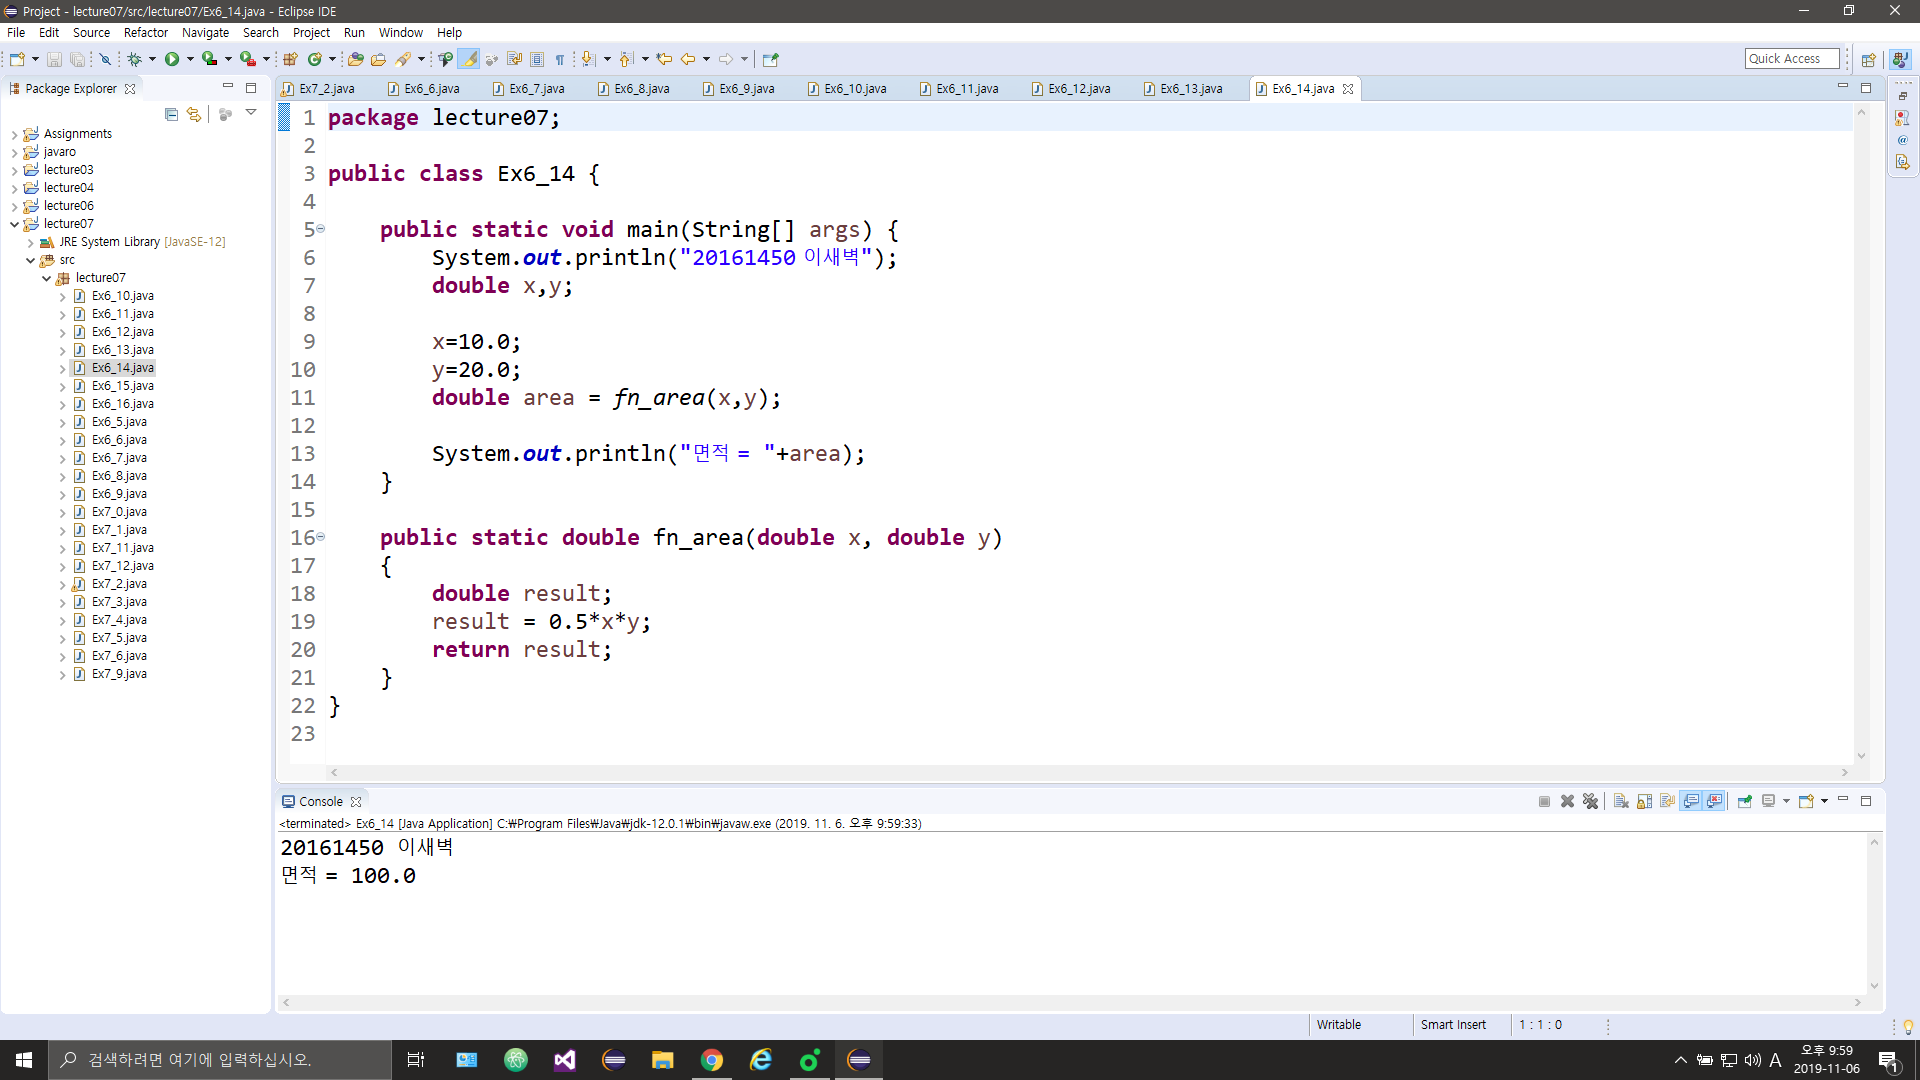 Project - lecture07/src/lecture07/Ex6_14.java - Eclipse IDE
File Edit Source Refactor Navigate Search Project Run Window Help
Quick Access
Package Explorer
Ex7_2.java Ex6_6.java Ex6_7.java Ex6_8.java Ex6_9.java Ex6_10.java Ex6_11.java Ex6_12.java Ex6_13.java Ex6_14.java
Assignments
javaro
lecture03
lecture04
lecture06
lecture07
JRE System Library [JavaSE-12]
src
lecture07
Ex6_10.java
Ex6_11.java
Ex6_12.java
Ex6_13.java
Ex6_14.java
Ex6_15.java
Ex6_16.java
Ex6_5.java
Ex6_6.java
Ex6_7.java
Ex6_8.java
Ex6_9.java
Ex7_0.java
Ex7_1.java
Ex7_11.java
Ex7_12.java
Ex7_2.java
Ex7_3.java
Ex7_4.java
Ex7_5.java
Ex7_6.java
Ex7_9.java
1 package lecture07;
2
3 public class Ex6_14 {
4
5 public static void main(String[] args) {
6 System.out.println("20161450 이새벽");
7 double x,y;
8
9 x=10.0;
10 y=20.0;
11 double area = fn_area(x,y);
12
13 System.out.println("면적 = "+area);
14 }
15
16 public static double fn_area(double x, double y)
17 {
18 double result;
19 result = 0.5*x*y;
20 return result;
21 }
22 }
23
Console
<terminated> Ex6_14 [Java Application] C:₩Program Files₩Java₩jdk-12.0.1₩bin₩javaw.exe (2019. 11. 6. 오후 9:59:33)
20161450 이새벽
면적 = 100.0
Writable Smart Insert 1 : 1 : 0
검색하려면 여기에 입력하십시오.
A 오후 9:59
2019-11-06
1